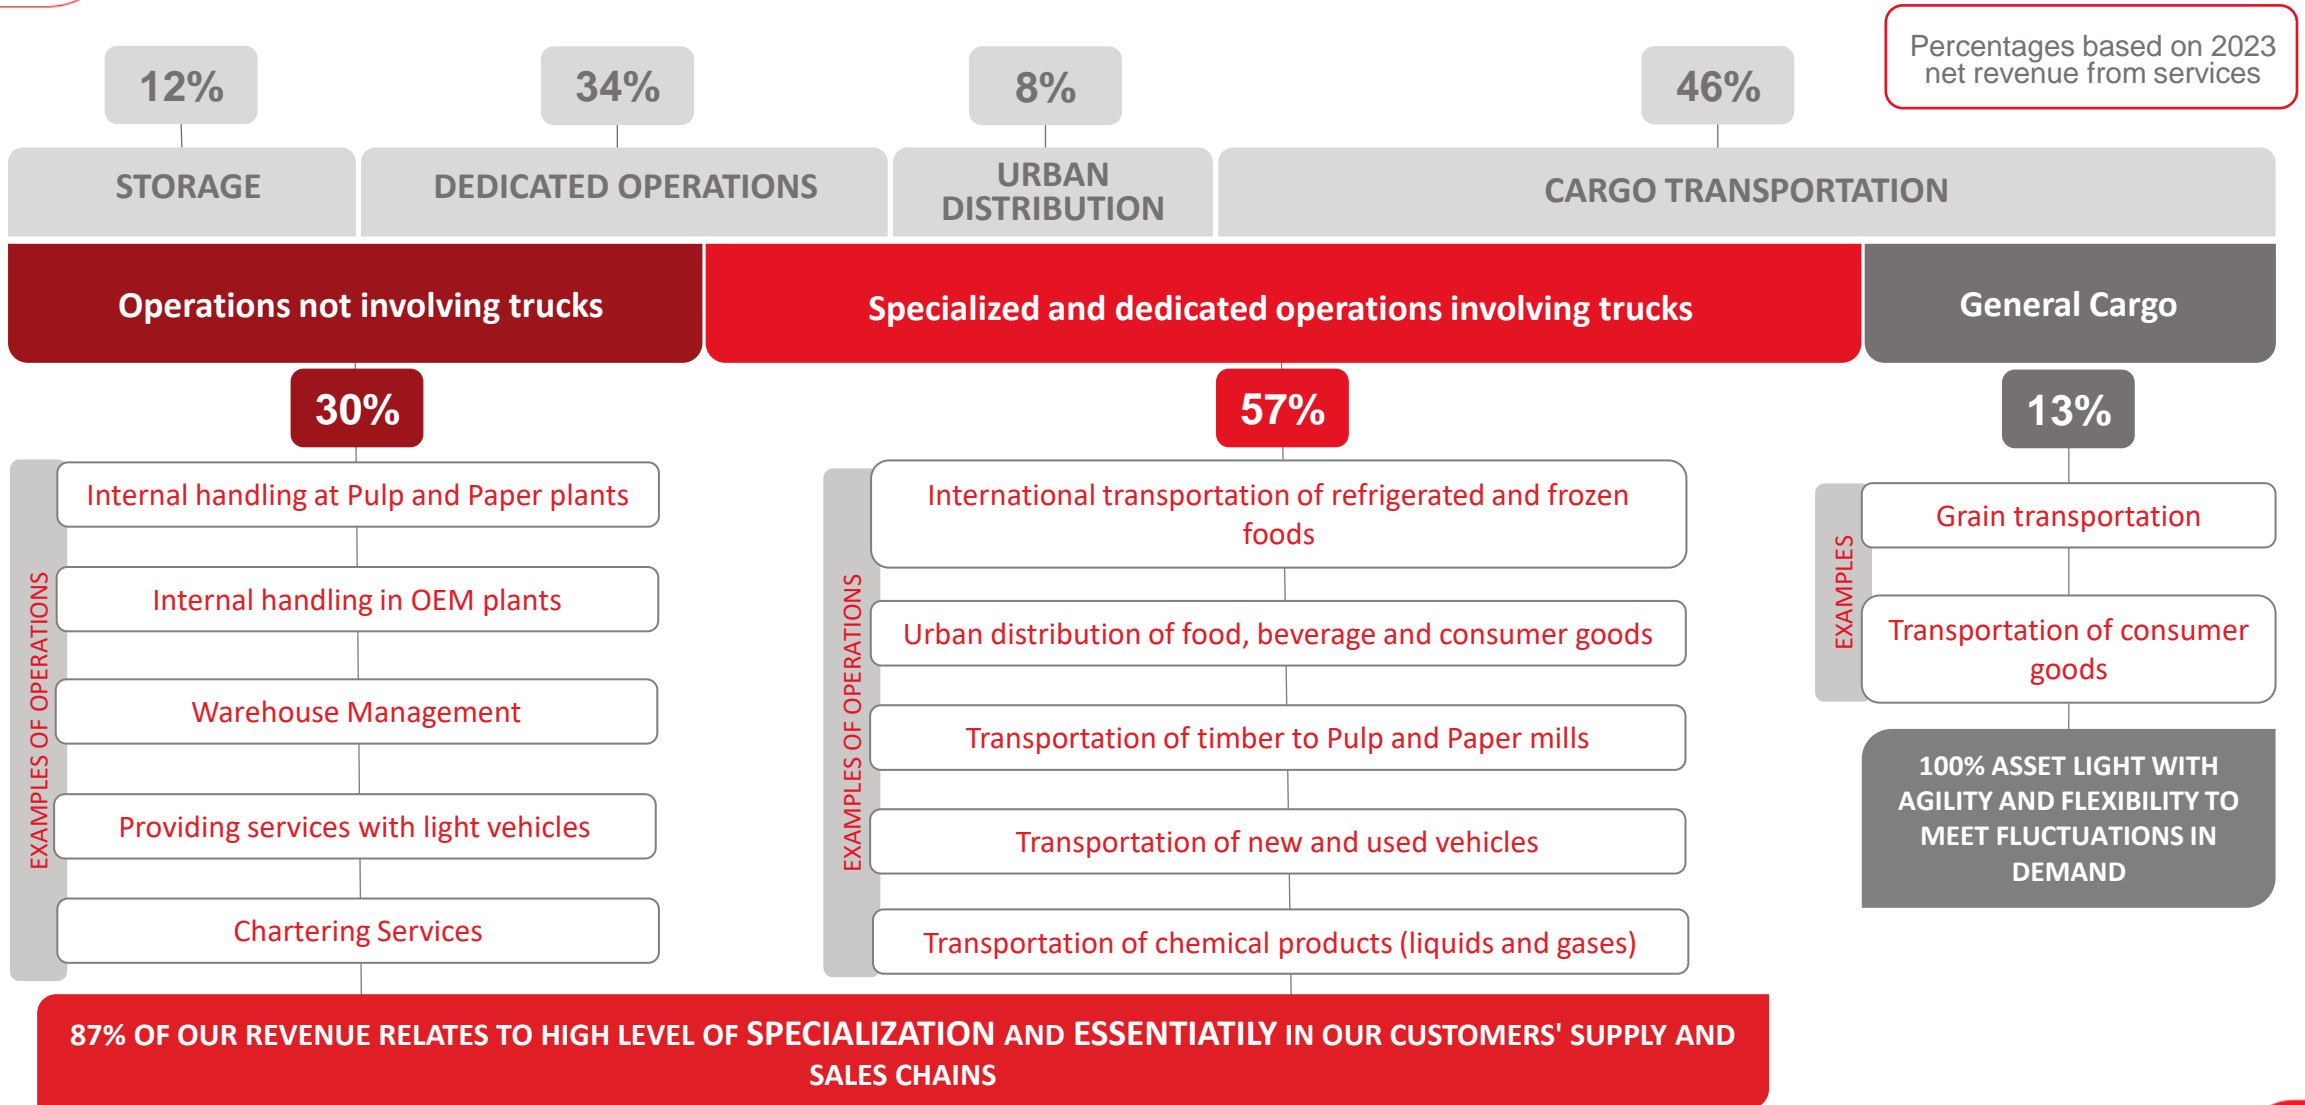 Percentages based on 2023
net revenue from services
12%
34%
8%
46%
STORAGE
DEDICATED OPERATIONS
URBAN
DISTRIBUTION
CARGO TRANSPORTATION
Operations not involving trucks
Specialized and dedicated operations involving trucks
General Cargo
30%
57%
13%
EXAMPLES OF OPERATIONS
Internal handling at Pulp and Paper plants
Internal handling in OEM plants
Warehouse Management
Providing services with light vehicles
Chartering Services
EXAMPLES OF OPERATIONS
International transportation of refrigerated and frozen
foods
Urban distribution of food, beverage and consumer goods
Transportation of timber to Pulp and Paper mills
Transportation of new and used vehicles
Transportation of chemical products (liquids and gases)
EXAMPLES
Grain transportation
Transportation of consumer
goods
100% ASSET LIGHT WITH
AGILITY AND FLEXIBILITY TO
MEET FLUCTUATIONS IN
DEMAND
87% OF OUR REVENUE RELATES TO HIGH LEVEL OF SPECIALIZATION AND ESSENTIATILY IN OUR CUSTOMERS' SUPPLY AND
SALES CHAINS